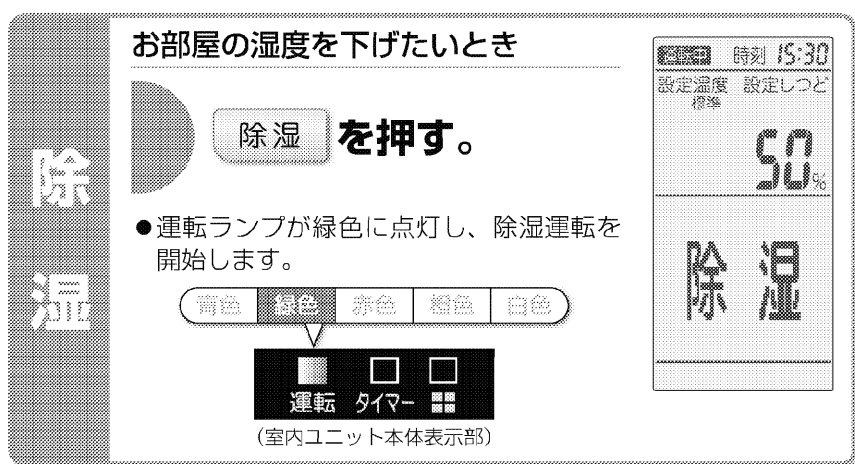 除湿
お部屋の湿度を下げたいとき
除湿 を押す。
●運転ランプが緑色に点灯し、除湿運転を
開始します。
青色 緑色 赤色 橙色 白色
運転 タイマー
(室内ユニット本体表示部)
時刻 15:30
設定温度 設定しつど
標準
50%
除湿